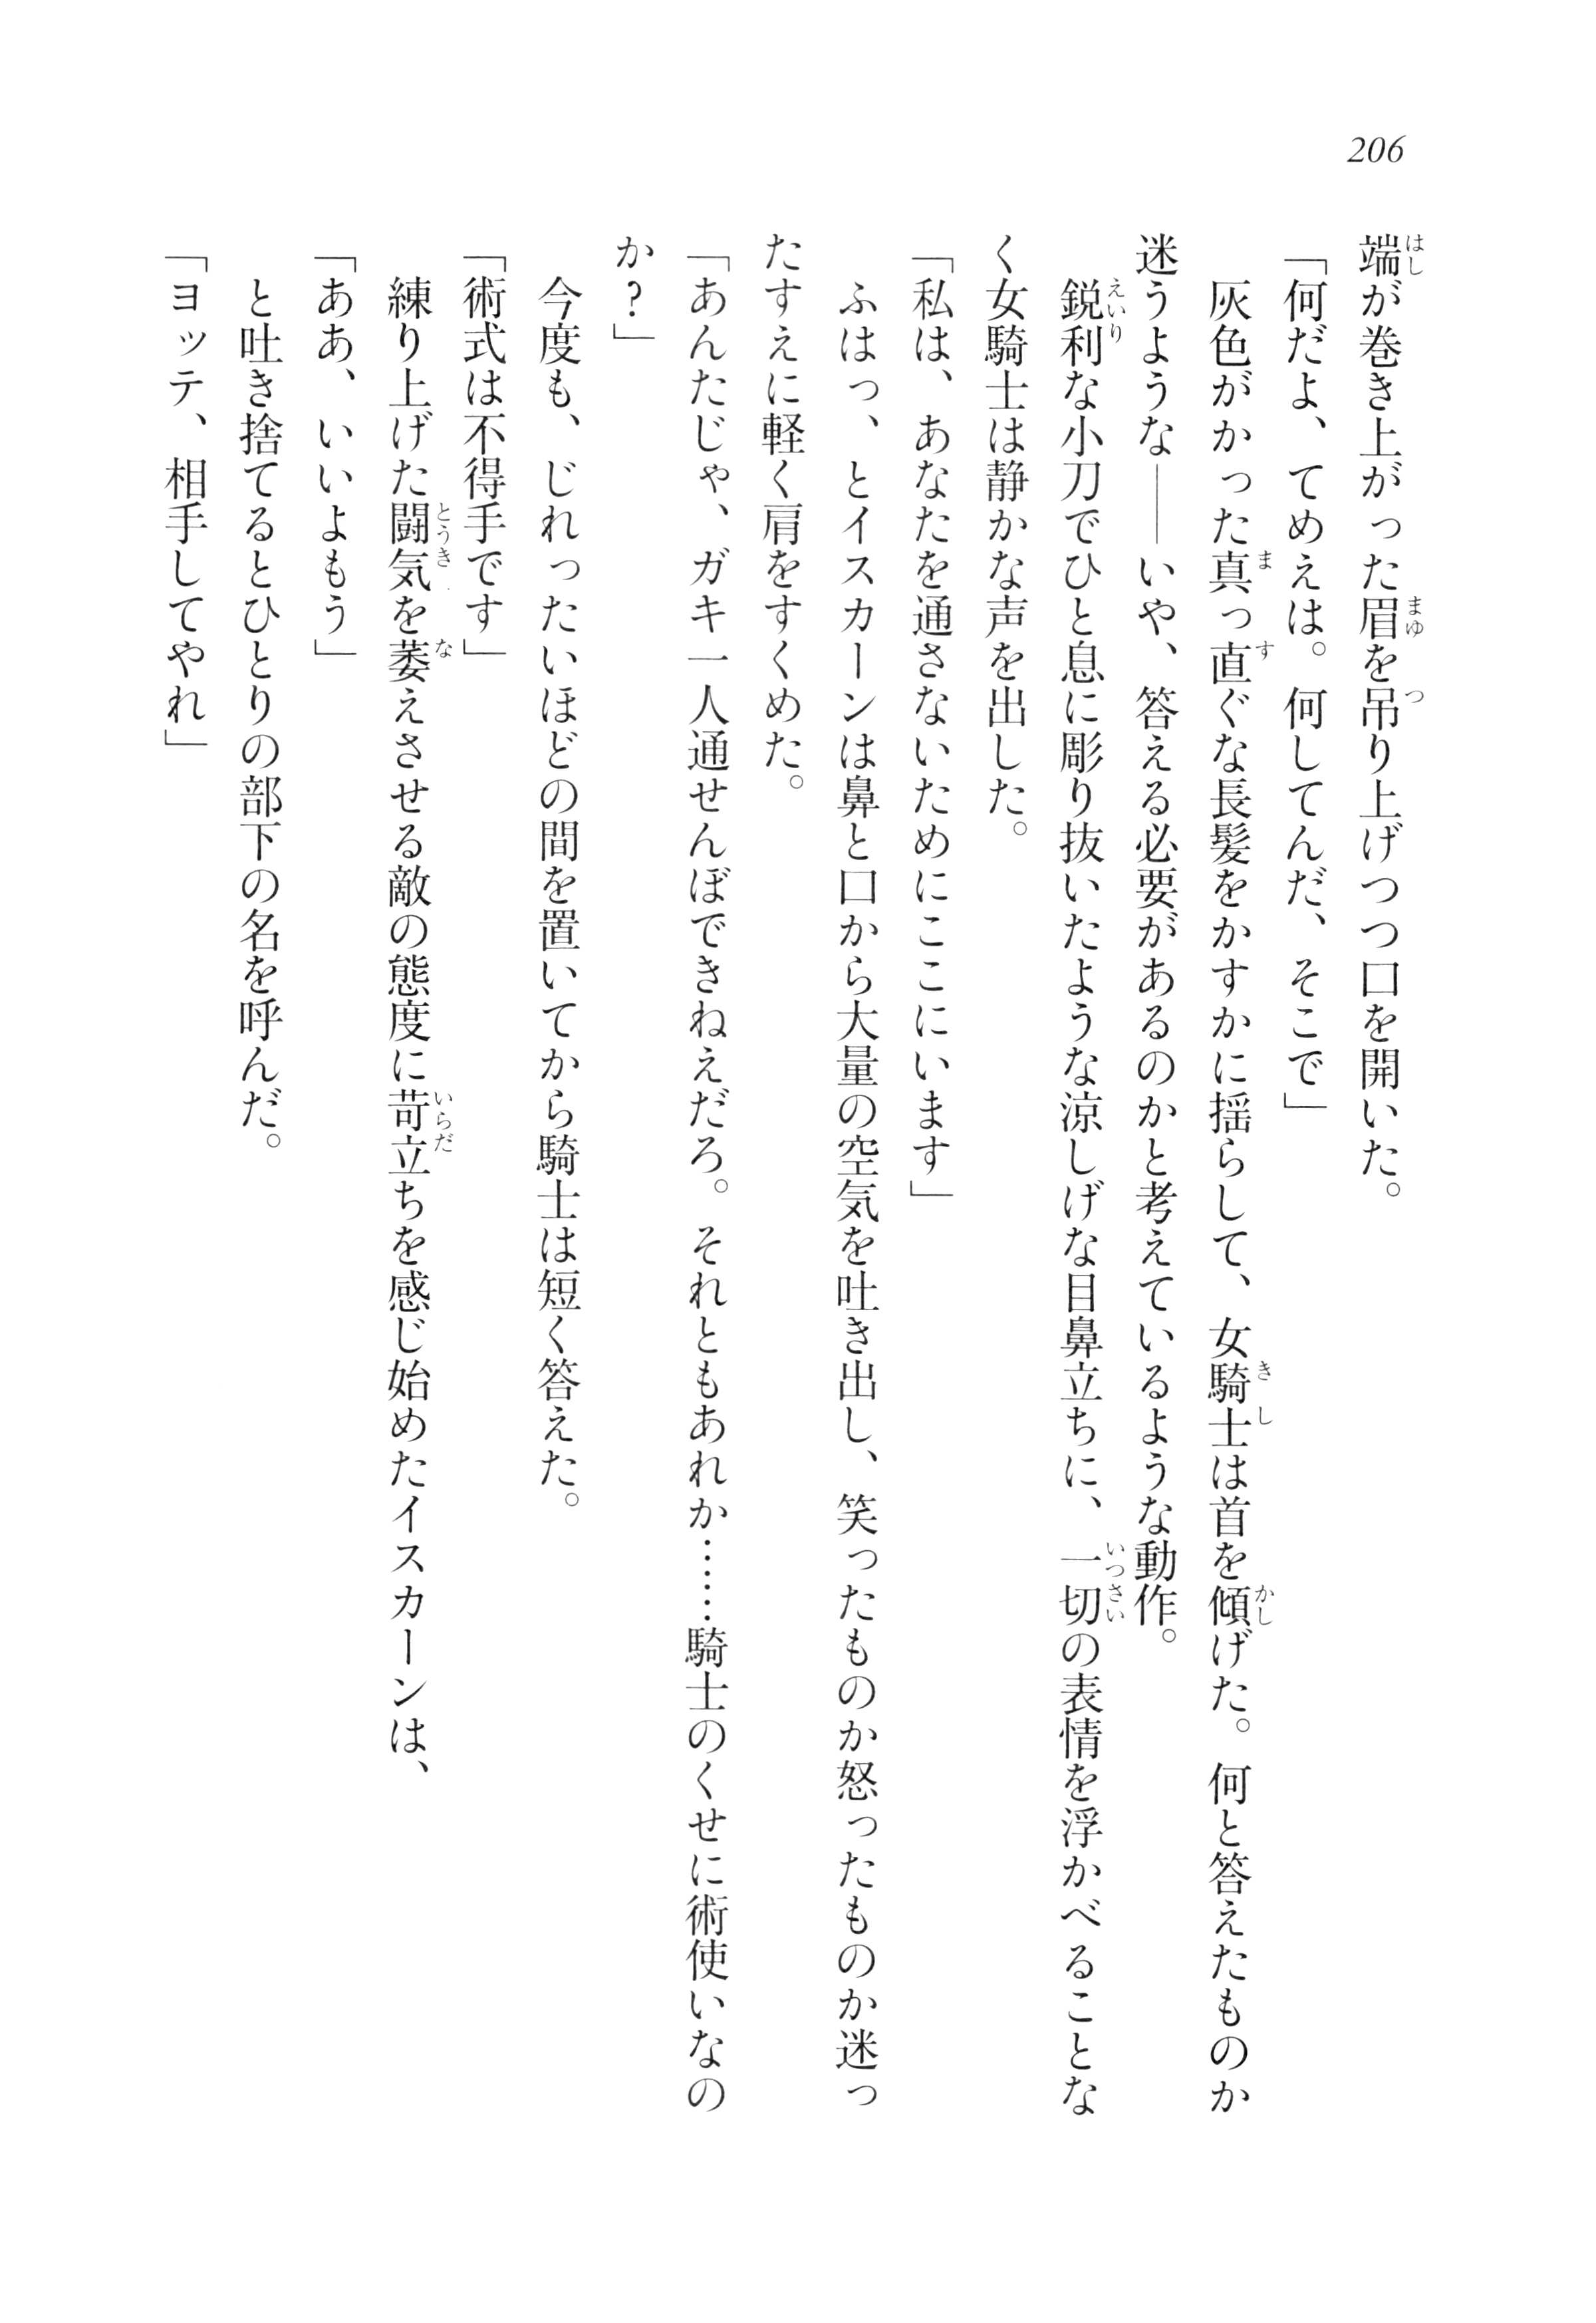 206
端が巻き上がった眉を吊り上げつつ口を開いた。
「何だよ、てめえは。何してんだ、そこで」
　灰色がかった真っ直ぐな長髪をかすかに揺らして、女騎士は首を傾げた。何と答えたものか
迷うような――いや、答える必要があるのかと考えているような動作。
　鋭利な小刀でひと息に彫り抜いたような涼しげな目鼻立ちに、一切の表情を浮かべることな
く女騎士は静かな声を出した。
「私は、あなたを通さないためにここにいます」
　ふはっ、とイスカーンは鼻と口から大量の空気を吐き出し、笑ったものか怒ったものか迷っ
たすえに軽く肩をすくめた。
「あんたじゃ、ガキ一人通せんぼできねえだろ。それともあれか……騎士のくせに術使いなの
か？」
　今度も、じれったいほどの間を置いてから騎士は短く答えた。
「術式は不得手です」
　練り上げた闘気を萎えさせる敵の態度に苛立ちを感じ始めたイスカーンは、
「ああ、いいよもう」
　と吐き捨てるとひとりの部下の名を呼んだ。
「ヨッテ、相手してやれ」